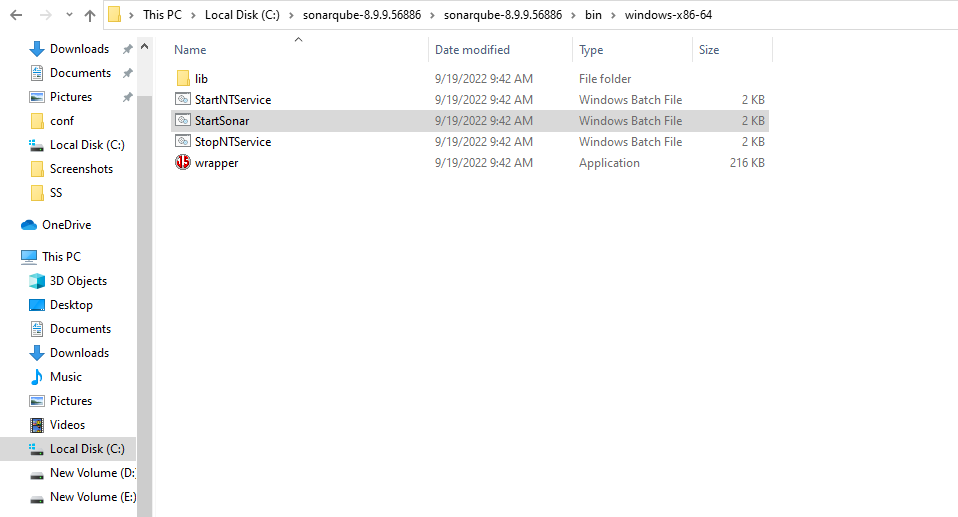 This PC > Local Disk (C:) > sonarqube-8.9.9.56886 > sonarqube-8.9.9.56886 > bin > windows-x86-64
Downloads
Documents
Pictures
conf
Local Disk (C:)
Screenshots
SS
OneDrive
This PC
3D Objects
Desktop
Documents
Downloads
Music
Pictures
Videos
Local Disk (C:)
New Volume (D:
New Volume (E:)
Name Date modified Type Size
lib 9/19/2022 9:42 AM File folder
StartNTService 9/19/2022 9:42 AM Windows Batch File 2 KB
StartSonar 9/19/2022 9:42 AM Windows Batch File 2 KB
StopNTService 9/19/2022 9:42 AM Windows Batch File 2 KB
wrapper 9/19/2022 9:42 AM Application 216 KB